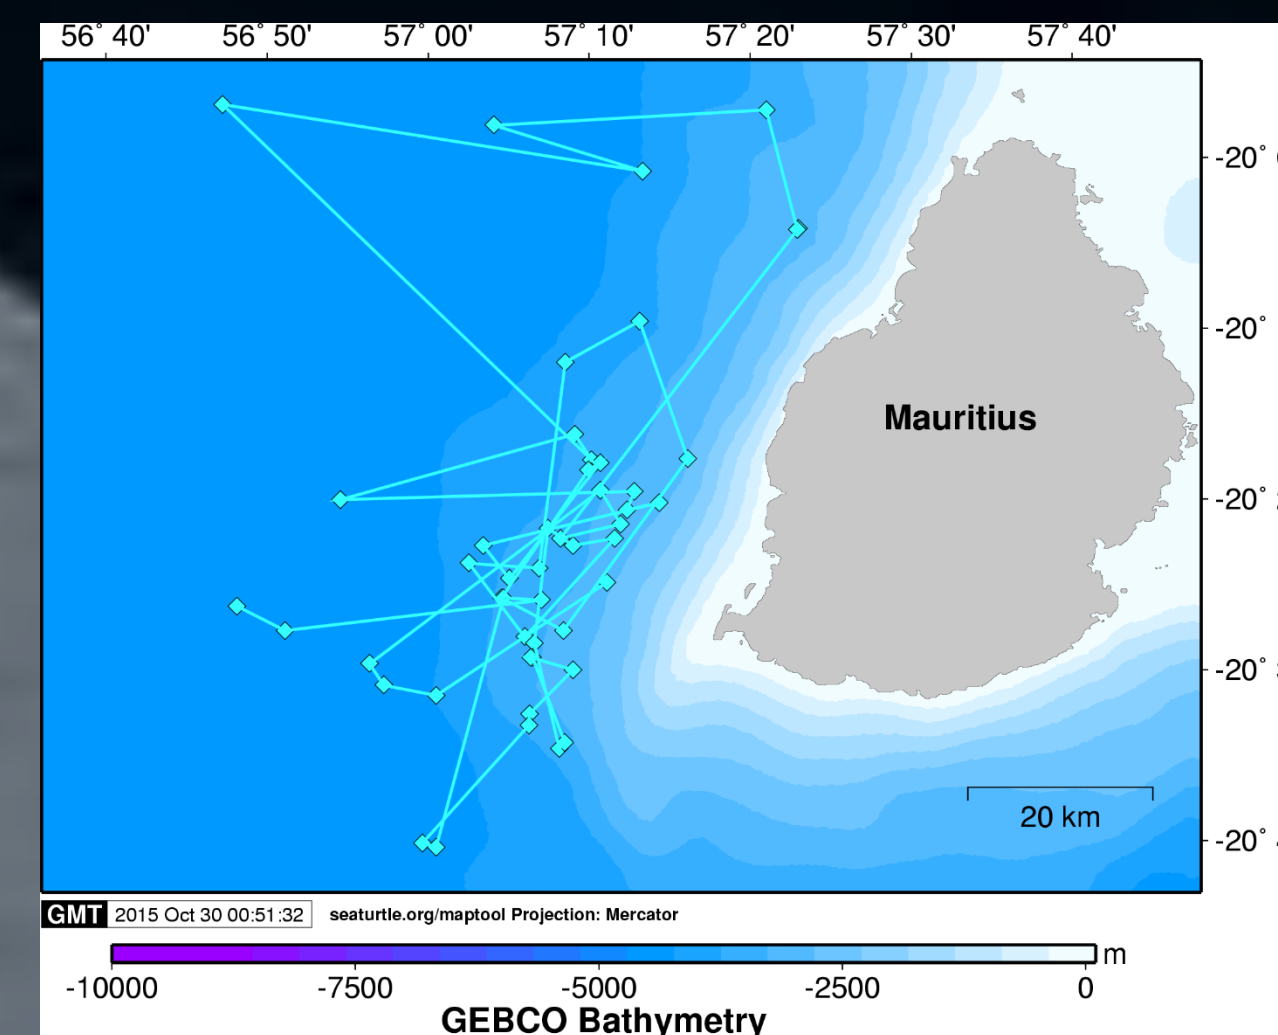 56° 40' 56° 50' 57° 00' 57° 10' 57° 20' 57° 30' 57° 40'
-20°
-20°
Mauritius
-20°
-20°
20 km
-20°
GMT 2015 Oct 30 00:51:32 seaturtle.org/maptool Projection: Mercator
m
-10000 -7500 -5000 -2500 0
GEBCO Bathymetry